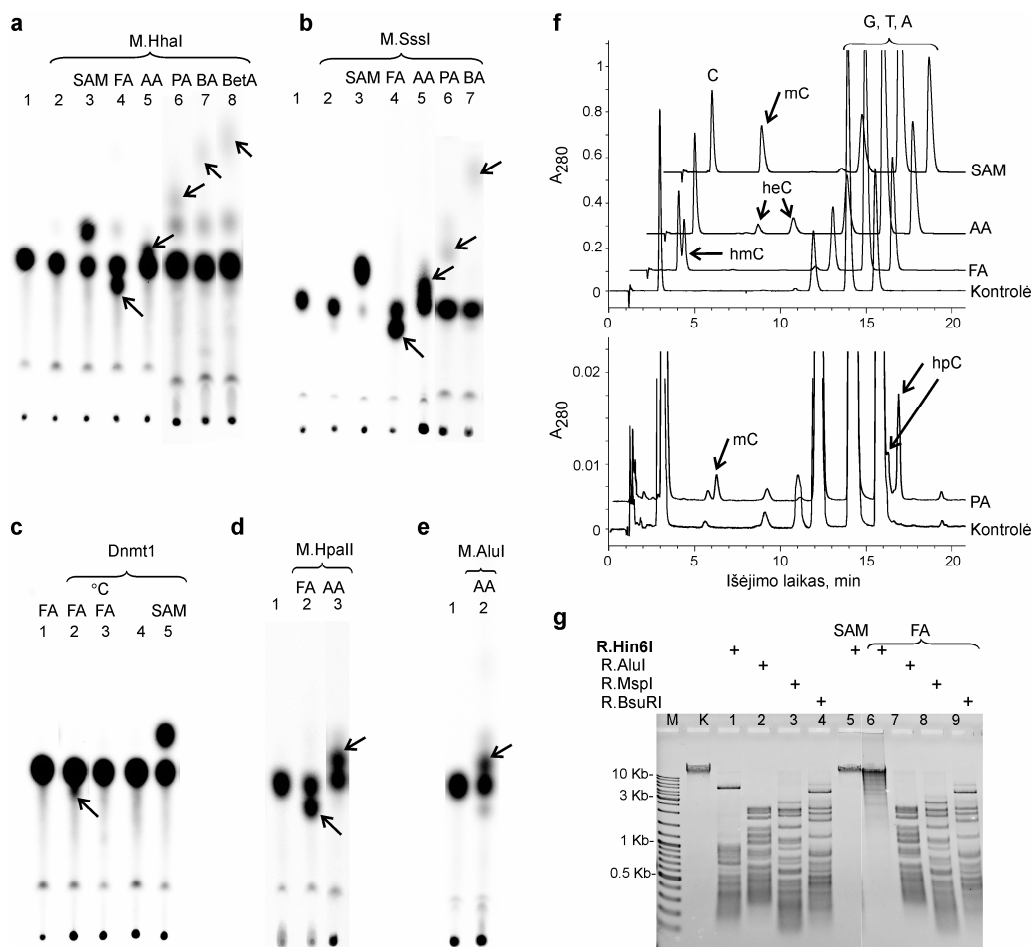 a
M.HhaI
SAM FA AA PA BA BetA
1 2 3 4 5 6 7 8
b
M.SssI
SAM FA AA PA BA
1 2 3 4 5 6 7
c
Dnmt1
°C
FA FA FA SAM
1 2 3 4 5
d
M.HpaII
FA AA
1 2 3
e
M.AluI
AA
1 2
f
G, T, A
C
mC
heC
hmC
SAM
AA
FA
Kontrolė
A280
1
0.8
0.6
0.4
0.2
0
0 5 10 15 20
hpC
mC
PA
Kontrolė
A280
0.02
0.01
0
0 5 10 15 20
Išėjimo laikas, min
g
SAM FA
R.Hin6I + + +
R.AluI + +
R.MspI + +
R.BsuRI + +
M K 1 2 3 4 5 6 7 8 9
10 Kb-
3 Kb-
1 Kb-
0.5 Kb-